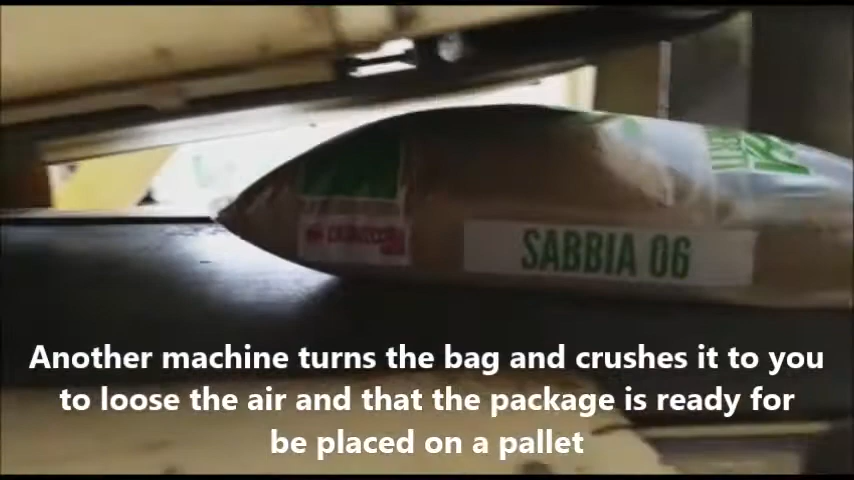 SABBIA 06
Another machine turns the bag and crushes it to you
to loose the air and that the package is ready for
be placed on a pallet